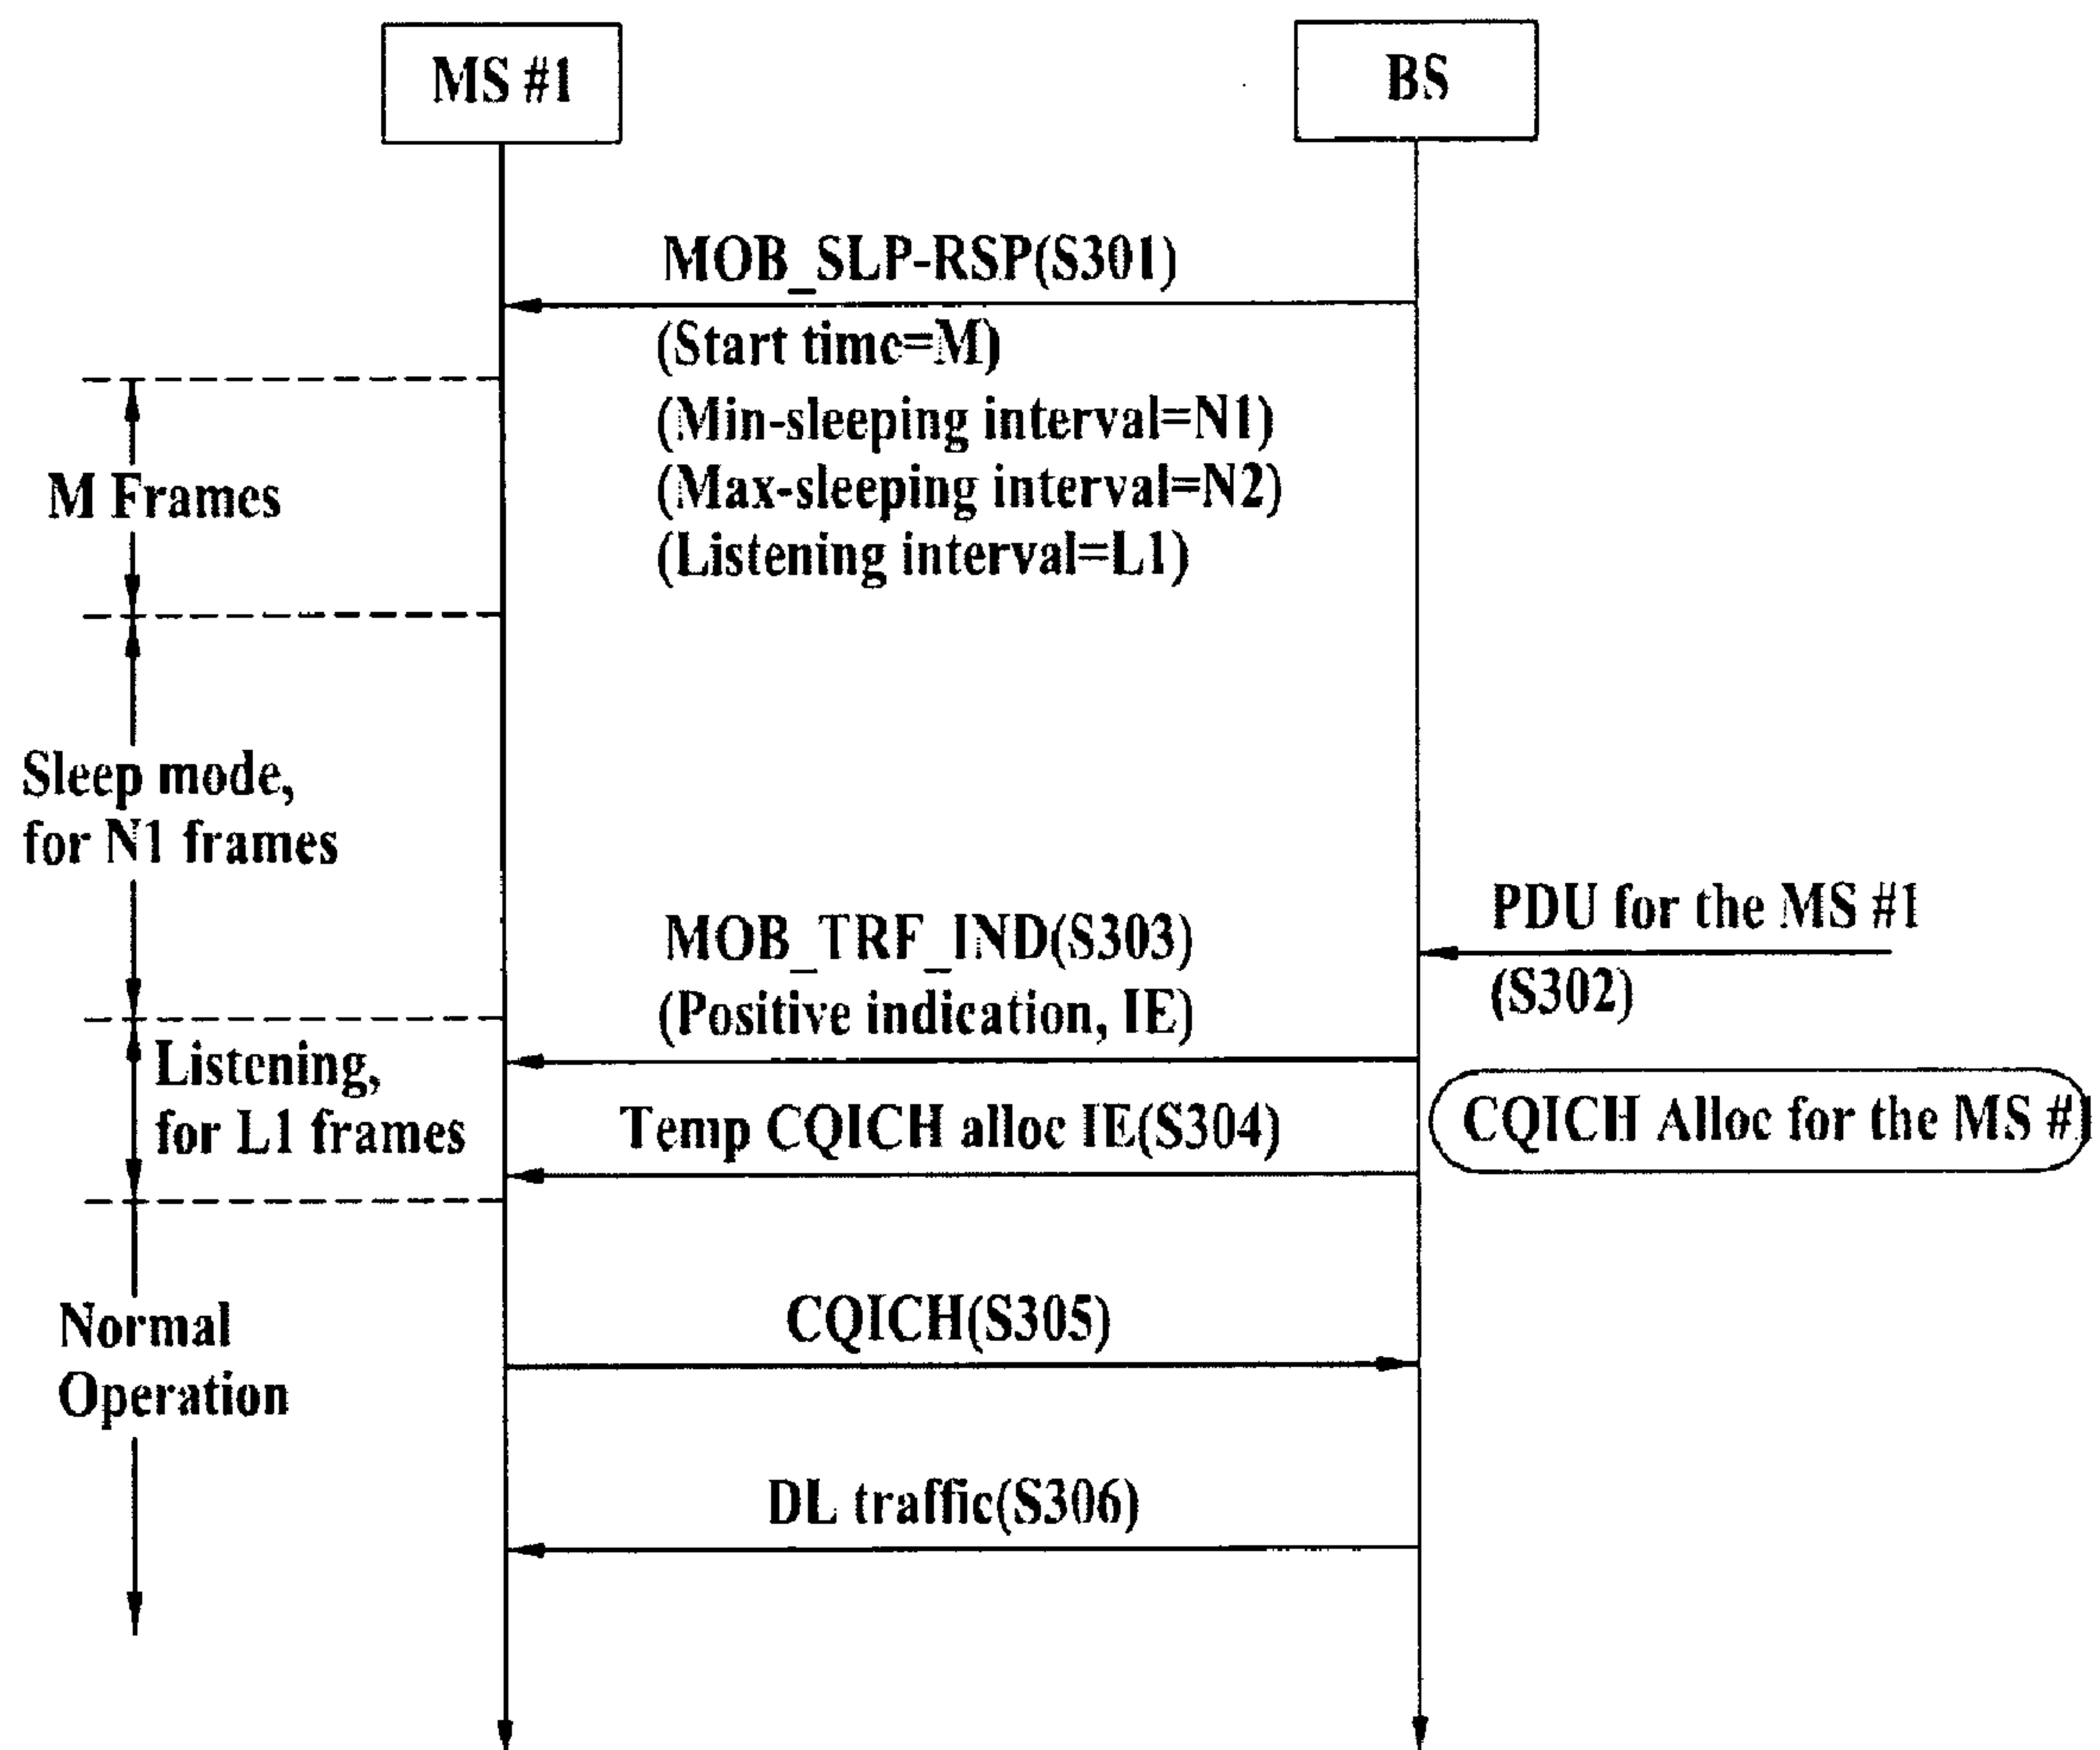 MS #1
BS
MOB_SLP-RSP(S301)
(Start time=M)
(Min-sleeping interval=N1)
(Max-sleeping interval=N2)
(Listening interval=L1)
M Frames
Sleep mode,
for N1 frames
PDU for the MS #1
(S302)
MOB_TRF_IND(S303)
(Positive indication, IE)
Listening,
for L1 frames
Temp CQICH alloc IE(S304)
CQICH Alloc for the MS #1
Normal
Operation
CQICH(S305)
DL traffic(S306)